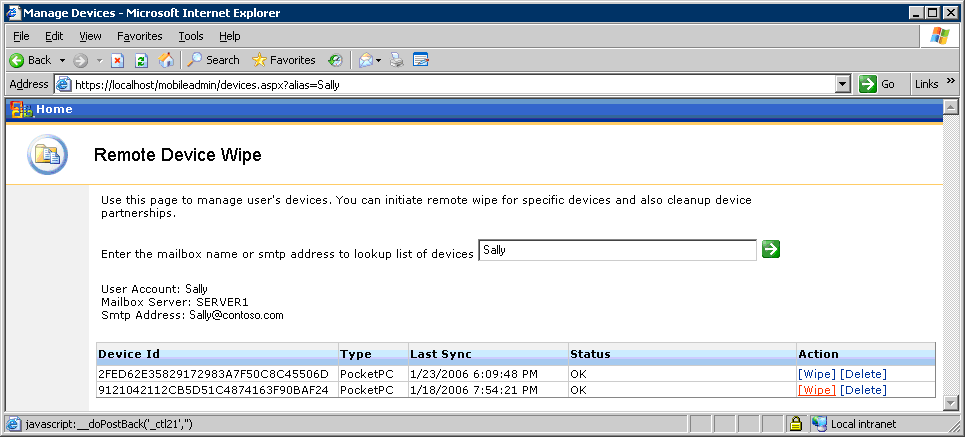 Manage Devices - Microsoft Internet Explorer
File Edit View Favorites Tools Help
Back Search Favorites
Address https://localhost/mobileadmin/devices.aspx?alias=Sally Go Links »
Home
Remote Device Wipe
Use this page to manage user's devices. You can initiate remote wipe for specific devices and also cleanup device
partnerships.
Enter the mailbox name or smtp address to lookup list of devices Sally
User Account: Sally
Mailbox Server: SERVER1
Smtp Address: Sally@contoso.com
Device Id Type Last Sync Status Action
2FED62E35829172983A7F50C8C45506D PocketPC 1/23/2006 6:09:48 PM OK [Wipe] [Delete]
9121042112CB5D51C4874163F90BAF24 PocketPC 1/18/2006 7:54:21 PM OK [Wipe] [Delete]
javascript:__doPostBack('_ctl21','') Local intranet